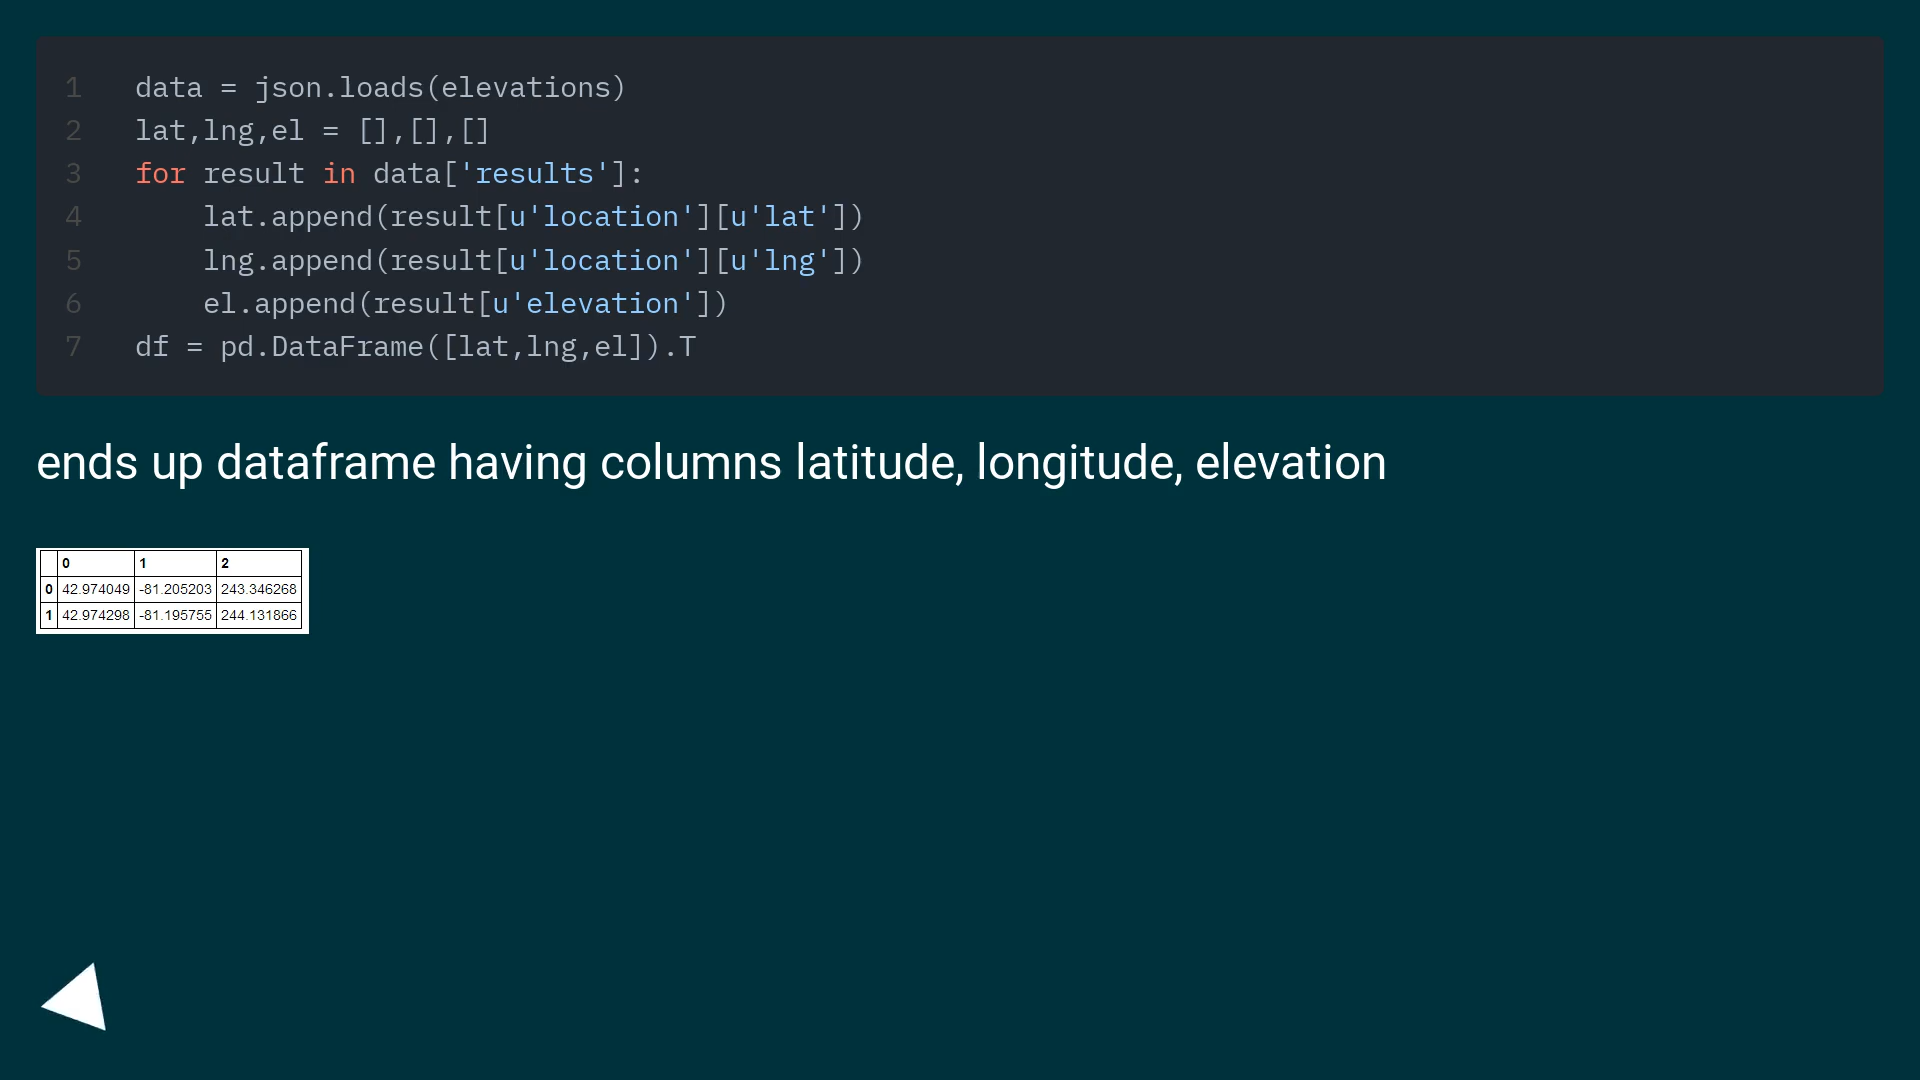 1 data = json.loads(elevations)
2 lat,lng,el = [],[],[]
3 for result in data['results']:
4     lat.append(result[u'location'][u'lat'])
5     lng.append(result[u'location'][u'lng'])
6     el.append(result[u'elevation'])
7 df = pd.DataFrame([lat,lng,el]).T
ends up dataframe having columns latitude, longitude, elevation
0 1 2
0 42.974049 -81.205203 243.346268
1 42.974298 -81.195755 244.131866